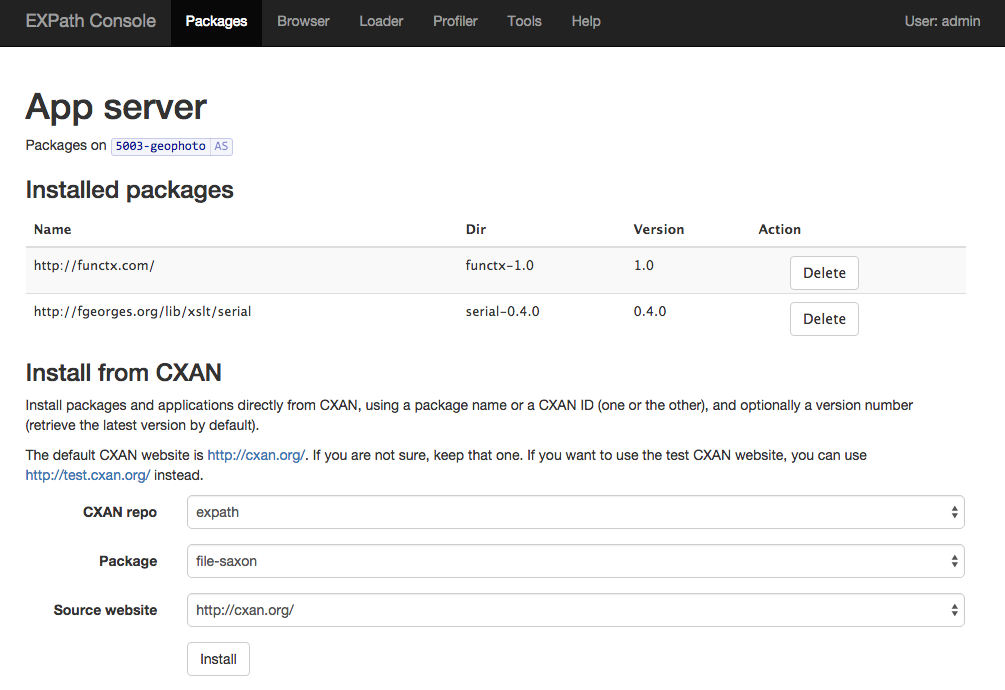 EXPath Console Packages Browser Loader Profiler Tools Help User: admin
App server
Packages on 5003-geophoto AS
Installed packages
Name Dir Version Action
http://functx.com/ functx-1.0 1.0 Delete
http://fgeorges.org/lib/xslt/serial serial-0.4.0 0.4.0 Delete
Install from CXAN
Install packages and applications directly from CXAN, using a package name or a CXAN ID (one or the other), and optionally a version number
(retrieve the latest version by default).
The default CXAN website is http://cxan.org/. If you are not sure, keep that one. If you want to use the test CXAN website, you can use
http://test.cxan.org/ instead.
CXAN repo expath
Package file-saxon
Source website http://cxan.org/
Install